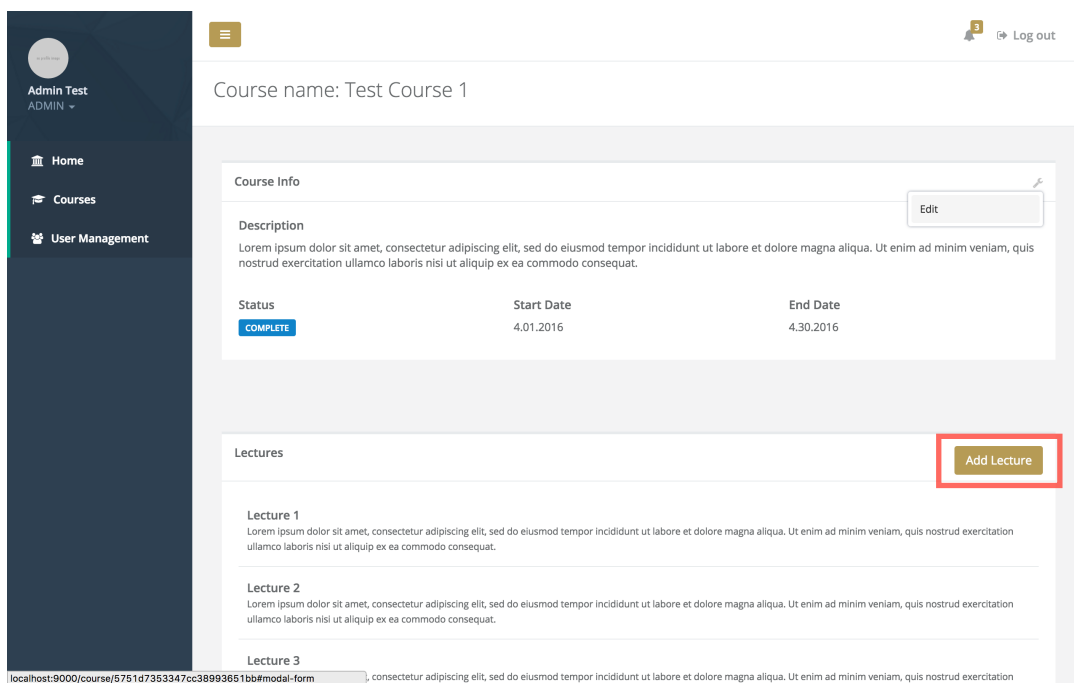 3
Log out
Admin Test
ADMIN
Course name: Test Course 1
Home
Courses
User Management
Course Info
Edit
Description
Lorem ipsum dolor sit amet, consectetur adipiscing elit, sed do eiusmod tempor incididunt ut labore et dolore magna aliqua. Ut enim ad minim veniam, quis
nostrud exercitation ullamco laboris nisi ut aliquip ex ea commodo consequat.
Status
Start Date
End Date
COMPLETE
4.01.2016
4.30.2016
Lectures
Add Lecture
Lecture 1
Lorem ipsum dolor sit amet, consectetur adipiscing elit, sed do eiusmod tempor incididunt ut labore et dolore magna aliqua. Ut enim ad minim veniam, quis nostrud exercitation
ullamco laboris nisi ut aliquip ex ea commodo consequat.
Lecture 2
Lorem ipsum dolor sit amet, consectetur adipiscing elit, sed do eiusmod tempor incididunt ut labore et dolore magna aliqua. Ut enim ad minim veniam, quis nostrud exercitation
ullamco laboris nisi ut aliquip ex ea commodo consequat.
Lecture 3
, consectetur adipiscing elit, sed do eiusmod tempor incididunt ut labore et dolore magna aliqua. Ut enim ad minim veniam, quis nostrud exercitation
localhost:9000/course/5751d7353347cc38993651bb#modal-form